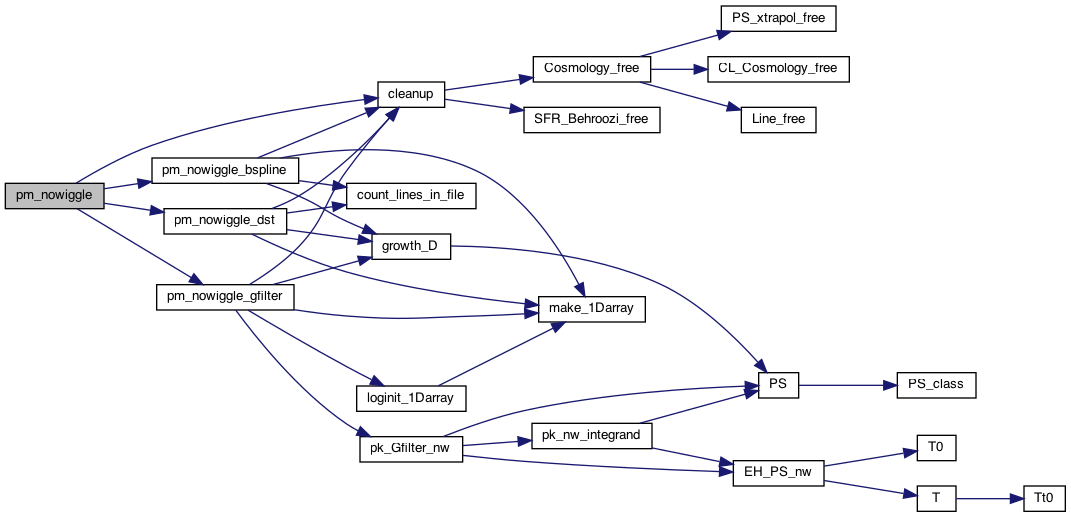 PS_xtrapol_free
Cosmology_free
CL_Cosmology_free
cleanup
SFR_Behroozi_free
Line_free
pm_nowiggle_bspline
pm_nowiggle
count_lines_in_file
pm_nowiggle_dst
growth_D
pm_nowiggle_gfilter
make_1Darray
loginit_1Darray
PS
PS_class
pk_nw_integrand
pk_Gfilter_nw
T0
EH_PS_nw
T
Tt0